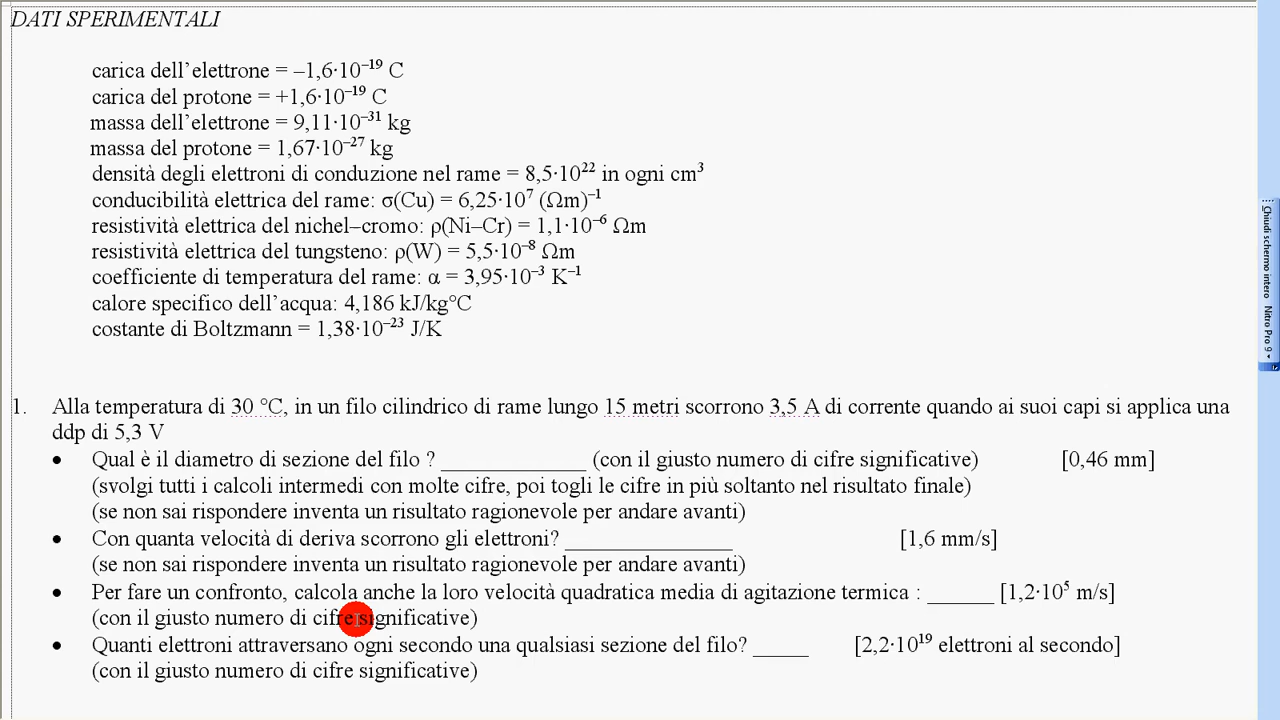 DATI SPERIMENTALI
carica dell’elettrone = –1,6·10⁻¹⁹ C
carica del protone = +1,6·10⁻¹⁹ C
massa dell’elettrone = 9,11·10⁻³¹ kg
massa del protone = 1,67·10⁻²⁷ kg
densità degli elettroni di conduzione nel rame = 8,5·10²² in ogni cm³
conducibilità elettrica del rame: σ(Cu) = 6,25·10⁷ (Ωm)⁻¹
resistività elettrica del nichel–cromo: ρ(Ni–Cr) = 1,1·10⁻⁶ Ωm
resistività elettrica del tungsteno: ρ(W) = 5,5·10⁻⁸ Ωm
coefficiente di temperatura del rame: α = 3,95·10⁻³ K⁻¹
calore specifico dell’acqua: 4,186 kJ/kg°C
costante di Boltzmann = 1,38·10⁻²³ J/K
1. Alla temperatura di 30 °C, in un filo cilindrico di rame lungo 15 metri scorrono 3,5 A di corrente quando ai suoi capi si applica una
ddp di 5,3 V
• Qual è il diametro di sezione del filo ? _____________ (con il giusto numero di cifre significative) [0,46 mm]
(svolgi tutti i calcoli intermedi con molte cifre, poi togli le cifre in più soltanto nel risultato finale)
(se non sai rispondere inventa un risultato ragionevole per andare avanti)
• Con quanta velocità di deriva scorrono gli elettroni? _______________ [1,6 mm/s]
(se non sai rispondere inventa un risultato ragionevole per andare avanti)
• Per fare un confronto, calcola anche la loro velocità quadratica media di agitazione termica : ______ [1,2·10⁵ m/s]
(con il giusto numero di cifre significative)
• Quanti elettroni attraversano ogni secondo una qualsiasi sezione del filo? _____ [2,2·10¹⁹ elettroni al secondo]
(con il giusto numero di cifre significative)
Chiudi schermo intero Nitro Pro 9